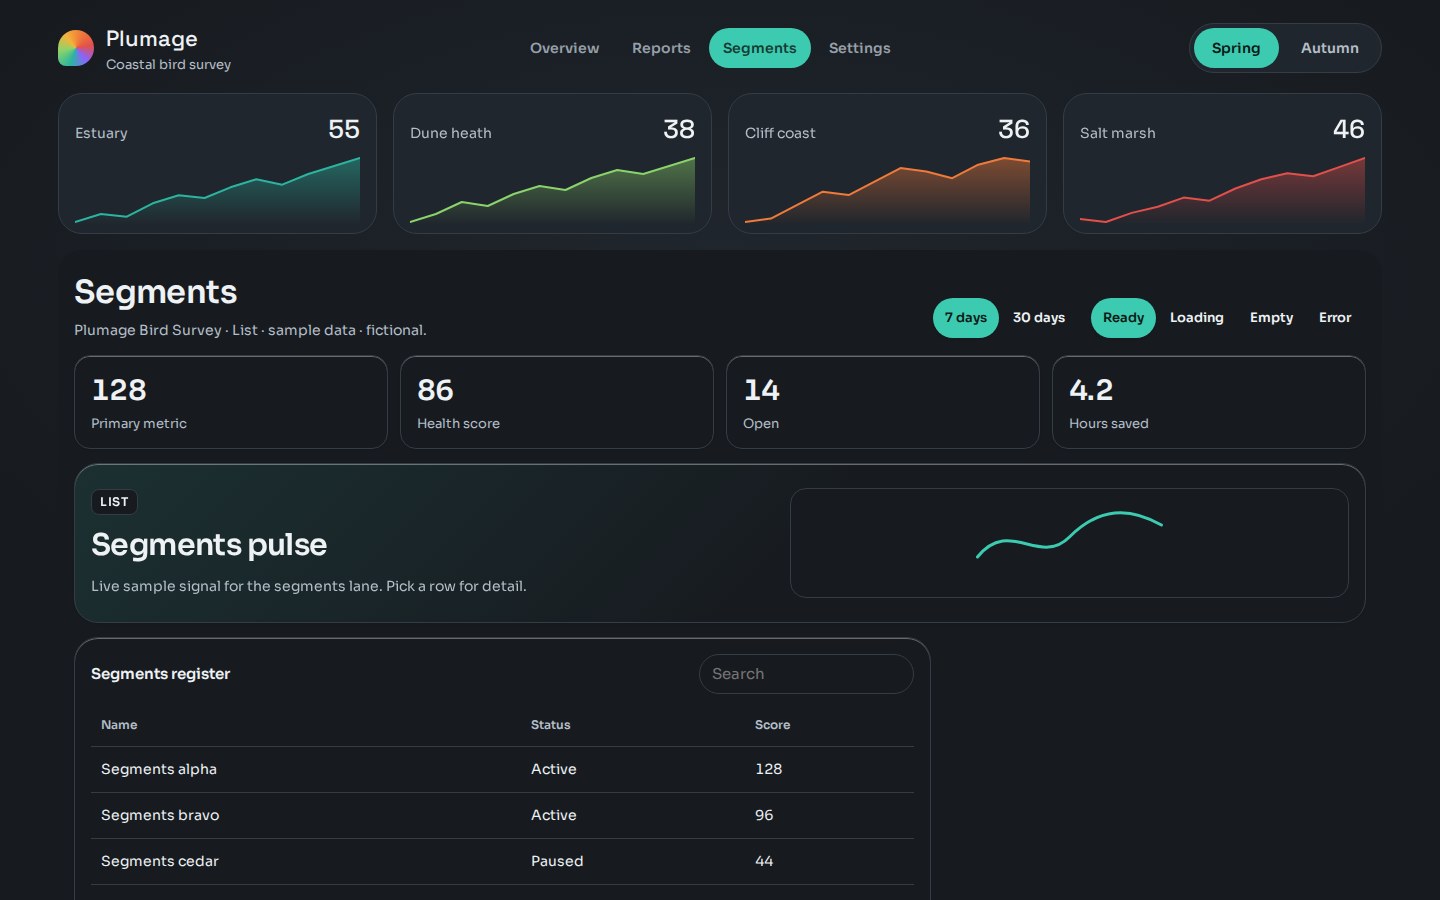 Plumage
Coastal bird survey
Overview Reports Segments Settings
Spring Autumn
Estuary 55
Dune heath 38
Cliff coast 36
Salt marsh 46
Segments
Plumage Bird Survey · List · sample data · fictional.
7 days 30 days Ready Loading Empty Error
128
Primary metric
86
Health score
14
Open
4.2
Hours saved
LIST
Segments pulse
Live sample signal for the segments lane. Pick a row for detail.
Segments register
Search
Name Status Score
Segments alpha Active 128
Segments bravo Active 96
Segments cedar Paused 44